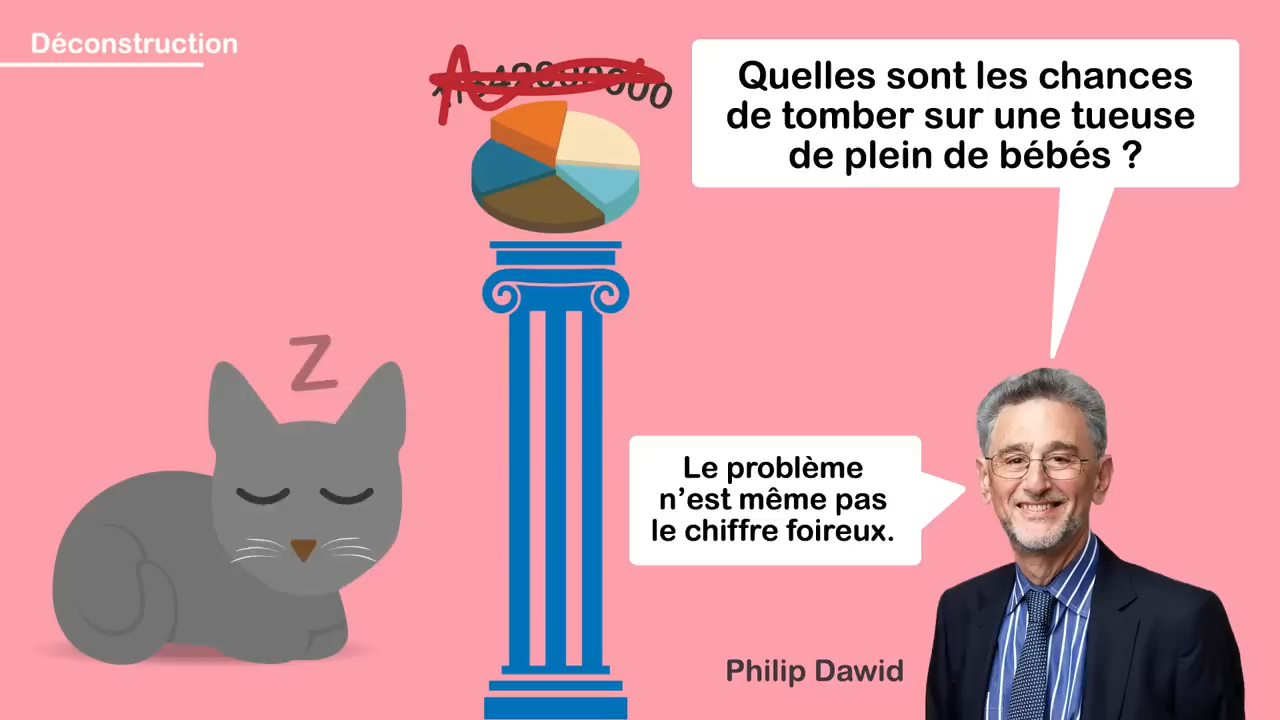 Déconstruction
Quelles sont les chances
de tomber sur une tueuse
de plein de bébés ?
Le problème
n’est même pas
le chiffre foireux.
Philip Dawid
Z